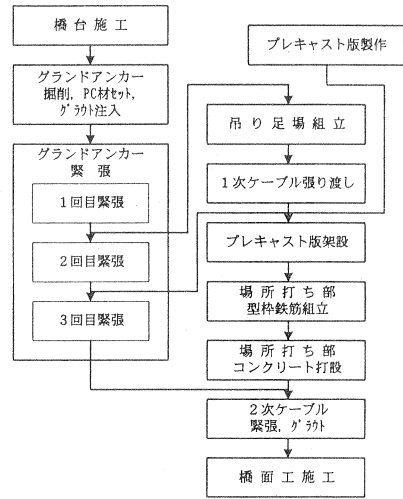 橋台施工
グランドアンカー
掘削, PC材セット,
グラウト注入
グランドアンカー
緊張
1回目緊張
2回目緊張
3回目緊張
プレキャスト版製作
吊り足場組立
1次ケーブル張り渡し
プレキャスト版架設
場所打ち部
型枠鉄筋組立
場所打ち部
コンクリート打設
2次ケーブル
緊張, グラウト
橋面工施工